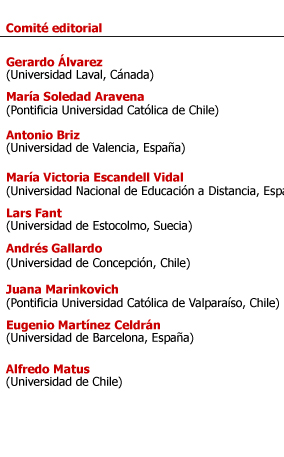 Comité editorial
Gerardo Álvarez
(Universidad Laval, Cánada)
María Soledad Aravena
(Pontificia Universidad Católica de Chile)
Antonio Briz
(Universidad de Valencia, España)
María Victoria Escandell Vidal
(Universidad Nacional de Educación a Distancia, Espa
Lars Fant
(Universidad de Estocolmo, Suecia)
Andrés Gallardo
(Universidad de Concepción, Chile)
Juana Marinkovich
(Pontificia Universidad Católica de Valparaíso, Chile)
Eugenio Martínez Celdrán
(Universidad de Barcelona, España)
Alfredo Matus
(Universidad de Chile)